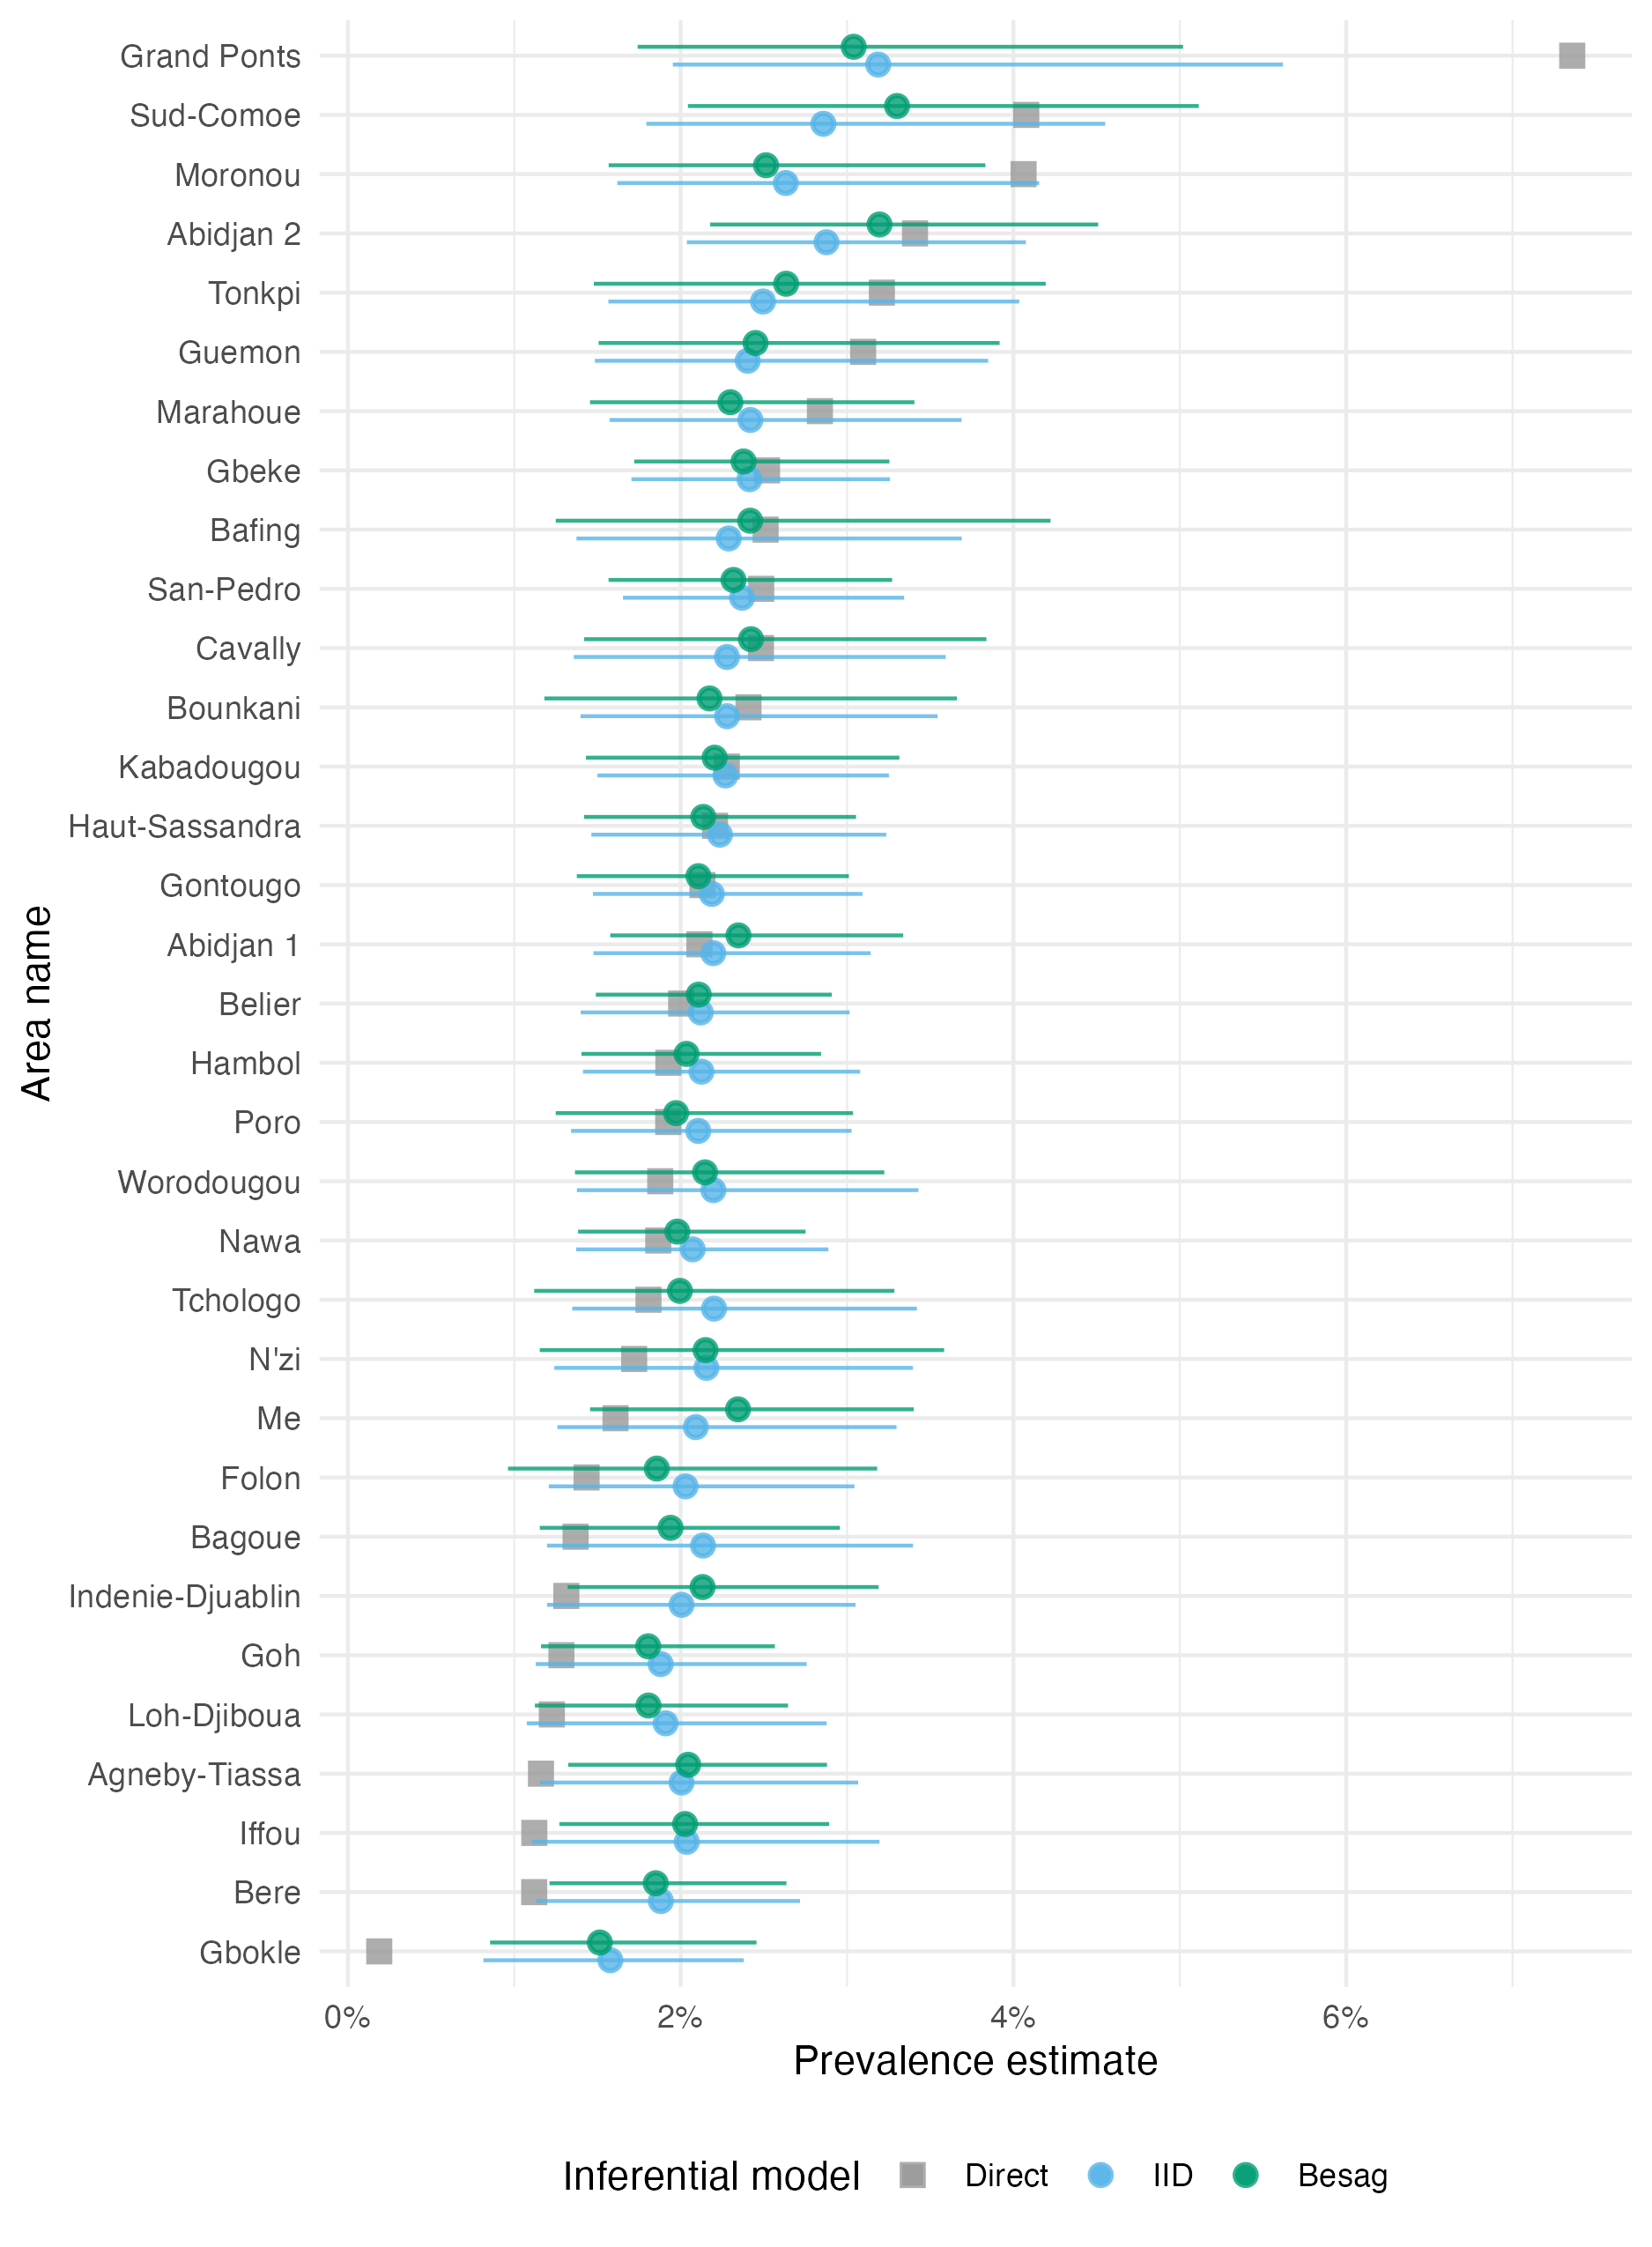 Grand Ponts
Sud-Comoe
Moronou
Abidjan 2
Tonkpi
Guemon
Marahoue
Gbeke
Bafing
San-Pedro
Cavally
Bounkani
Kabadougou
Haut-Sassandra
Gontougo
Abidjan 1
Belier
Hambol
Poro
Worodougou
Nawa
Tchologo
N'zi
Me
Folon
Bagoue
Indenie-Djuablin
Goh
Loh-Djiboua
Agneby-Tiassa
Iffou
Bere
Gbokle
Area name
0% 2% 4% 6%
Prevalence estimate
Inferential model Direct IID Besag